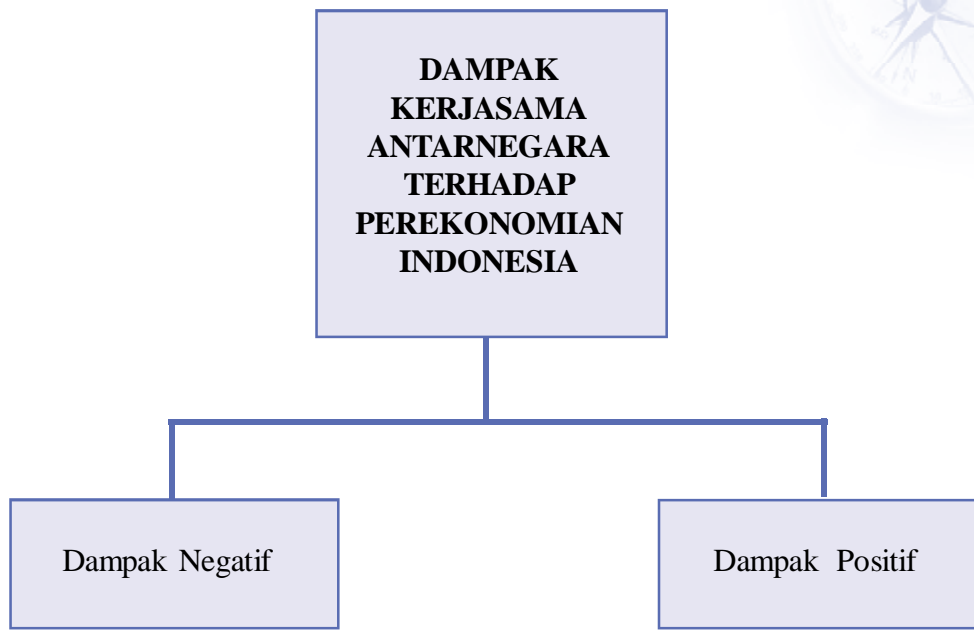 DAMPAK
KERJASAMA
ANTARNEGARA
TERHADAP
PEREKONOMIAN
INDONESIA
Dampak Negatif
Dampak Positif